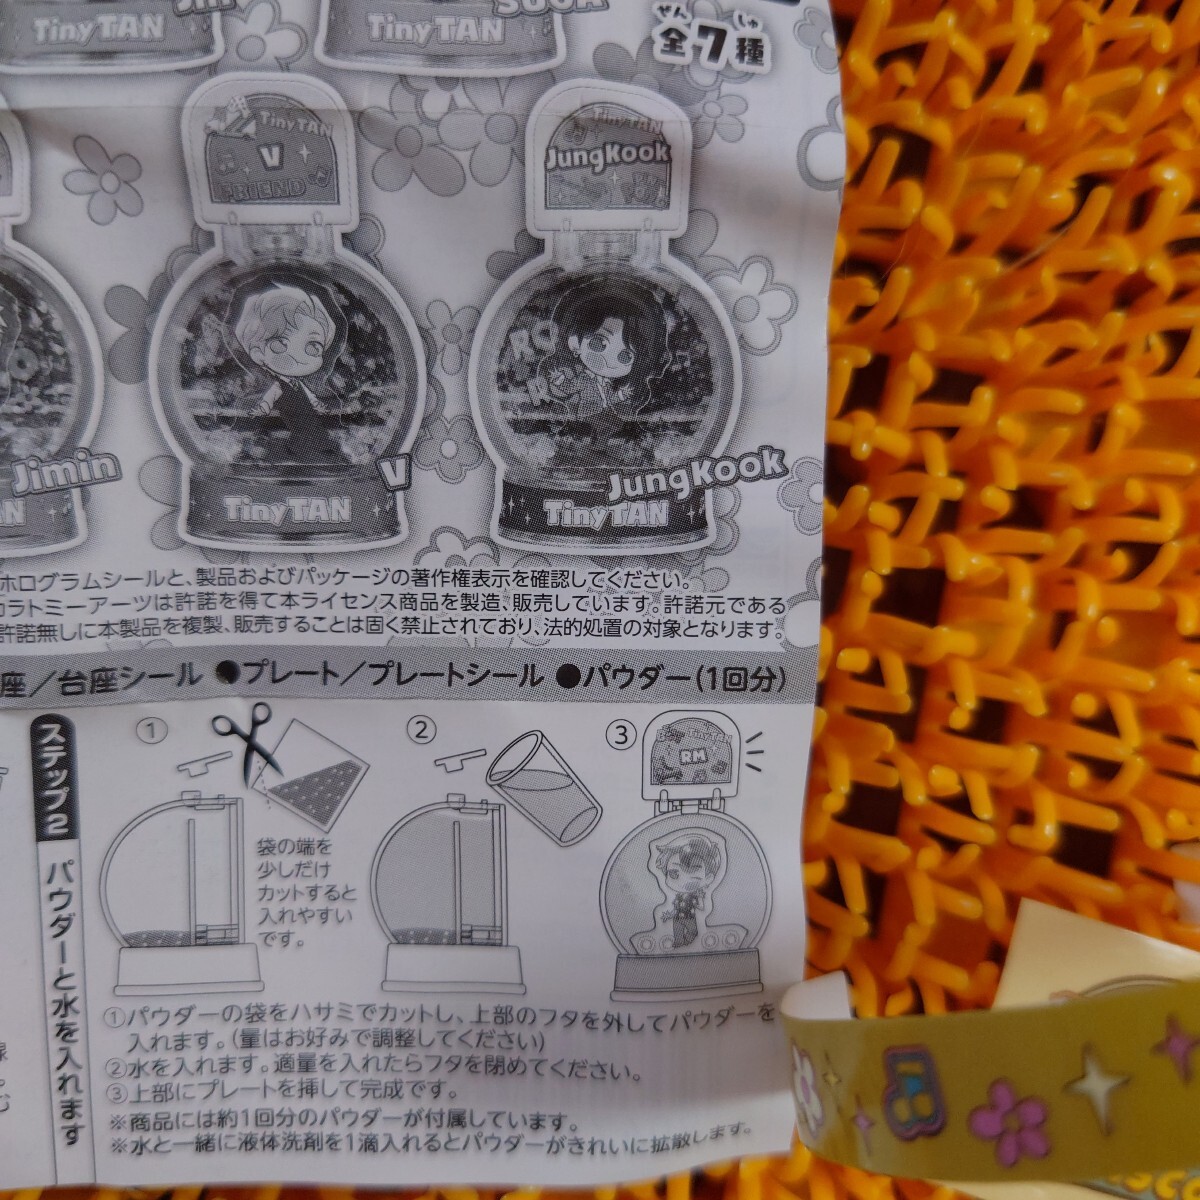 TinyTAN
TinyTAN
SUGA
ぜん しゅ
全7種
TinyTAN
V
FRIEND
TinyTAN
JungKook
Jimin
V
TinyTAN
JungKook
TinyTAN
ホログラムシールと、製品およびパッケージの著作権表示を確認してください。
カラトミーアーツは許諾を得て本ライセンス商品を製造、販売しています。許諾元である
許諾無しに本製品を複製、販売することは固く禁止されており、法的処置の対象となります。
座／台座シール ●プレート／プレートシール ●パウダー(1回分)
ステップ2 パウダーと水を入れます
①
袋の端を
少しだけ
カットすると
入れやすい
です。
②
③
RM
①パウダーの袋をハサミでカットし、上部のフタを外してパウダーを
入れます。(量はお好みで調整してください)
②水を入れます。適量を入れたらフタを閉めてください。
③上部にプレートを挿して完成です。
※商品には約1回分のパウダーが付属しています。
※水と一緒に液体洗剤を1滴入れるとパウダーがきれいに拡散します。